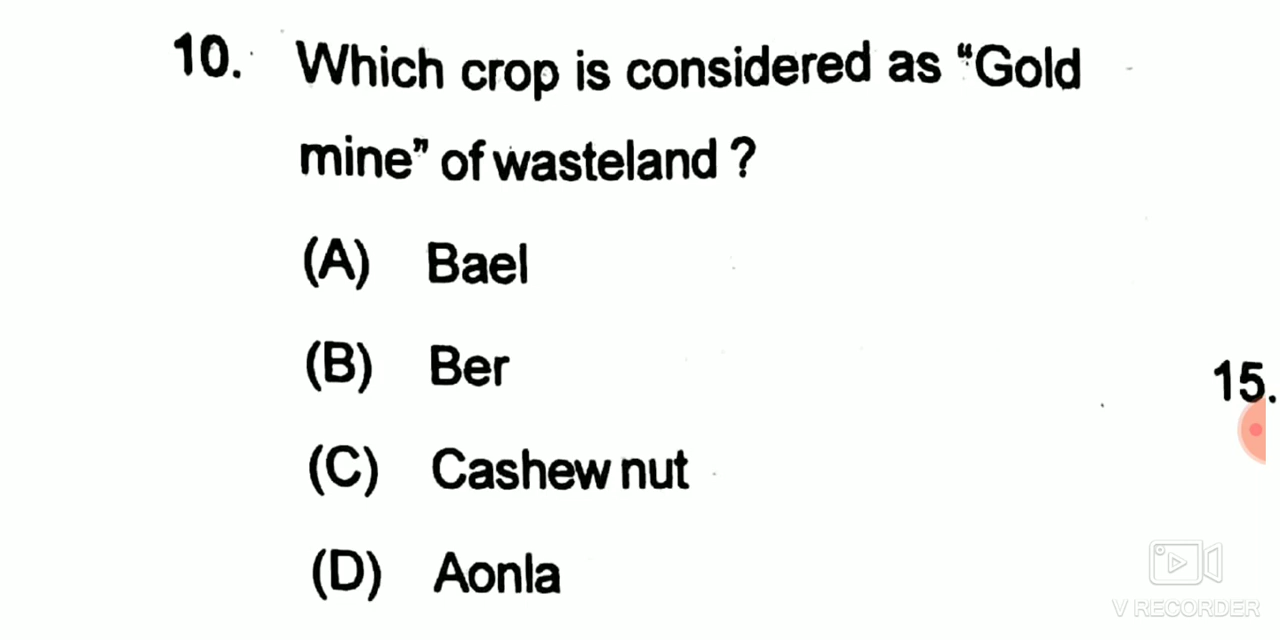 10. Which crop is considered as “Gold
mine” of wasteland ?
(A) Bael
(B) Ber
(C) Cashew nut
(D) Aonla
15.
V RECORDER